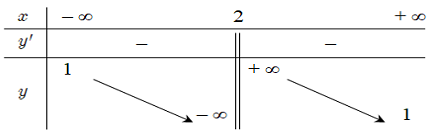 x − ∞ 2 + ∞
y′ − −
1 + ∞
y
− ∞ 1